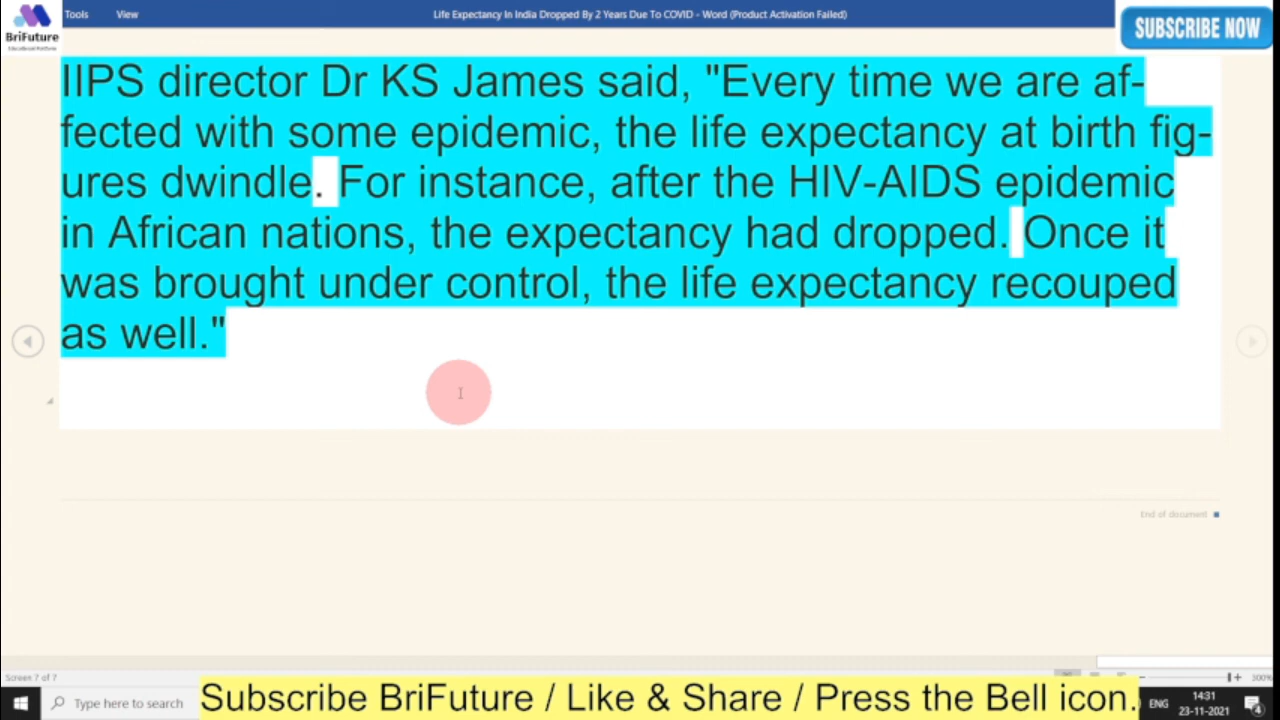 Tools View Life Expectancy In India Dropped By 2 Years Due To COVID - Word (Product Activation Failed)
BriFuture
SUBSCRIBE NOW
IIPS director Dr KS James said, "Every time we are af-
fected with some epidemic, the life expectancy at birth fig-
ures dwindle. For instance, after the HIV-AIDS epidemic
in African nations, the expectancy had dropped. Once it
was brought under control, the life expectancy recouped
as well."
End of document
Screen 7 of 7
300%
Type here to search
Subscribe BriFuture / Like & Share / Press the Bell icon.
ENG
14:31
23-11-2021
4